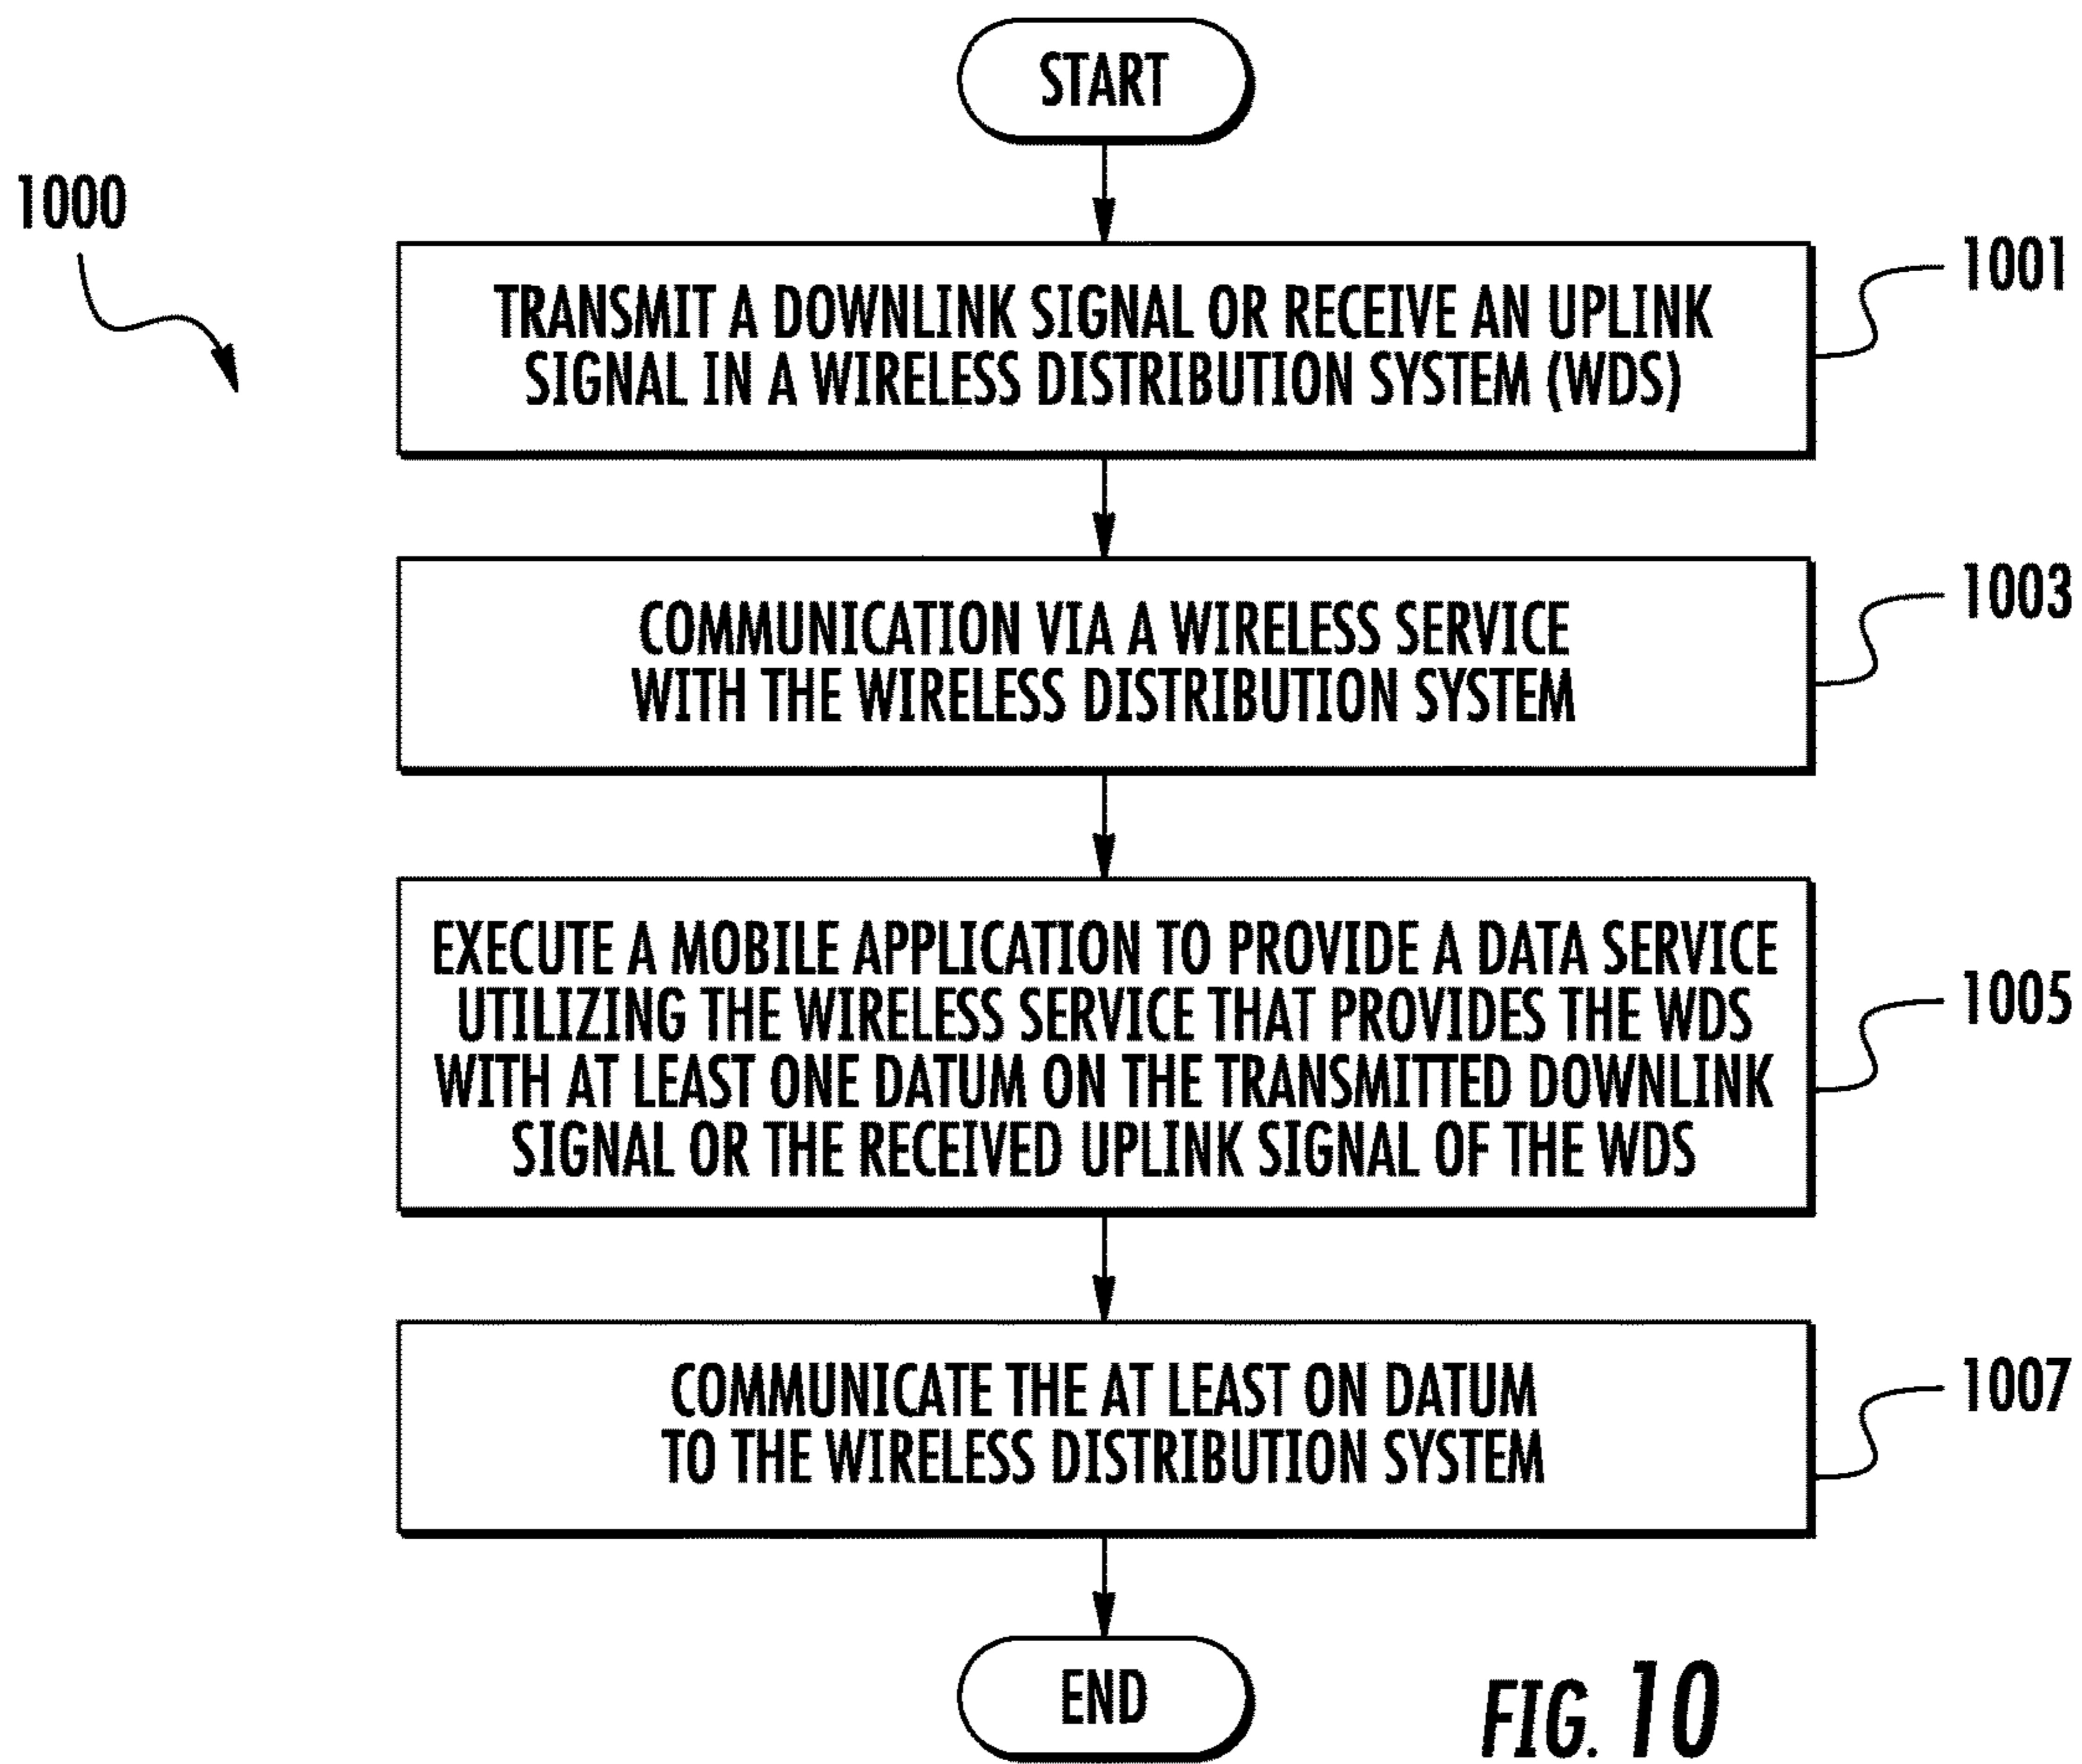 START
1000
TRANSMIT A DOWNLINK SIGNAL OR RECEIVE AN UPLINK
SIGNAL IN A WIRELESS DISTRIBUTION SYSTEM (WDS)
1001
COMMUNICATION VIA A WIRELESS SERVICE
WITH THE WIRELESS DISTRIBUTION SYSTEM
1003
EXECUTE A MOBILE APPLICATION TO PROVIDE A DATA SERVICE
UTILIZING THE WIRELESS SERVICE THAT PROVIDES THE WDS
WITH AT LEAST ONE DATUM ON THE TRANSMITTED DOWNLINK
SIGNAL OR THE RECEIVED UPLINK SIGNAL OF THE WDS
1005
COMMUNICATE THE AT LEAST ON DATUM
TO THE WIRELESS DISTRIBUTION SYSTEM
1007
END
FIG. 10